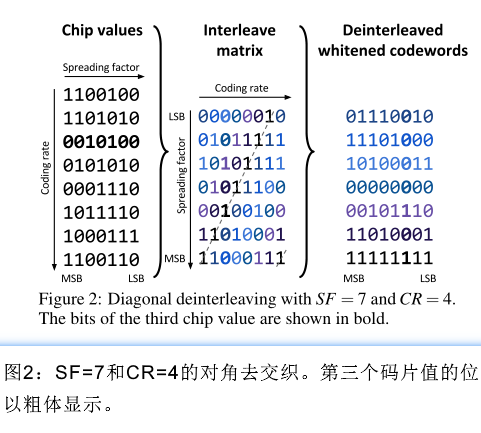 Chip values
Interleave matrix
Deinterleaved whitened codewords
Spreading factor
Coding rate
1100100
1101010
0010100
0101010
0001110
1011110
1000111
1100110
MSB LSB
Coding rate
LSB
Spreading factor
MSB
00000010
01011111
10101111
01011100
00100100
11010001
11000111
01110010
11101000
10100011
00000000
00101110
11010001
11111111
MSB LSB
Figure 2: Diagonal deinterleaving with SF = 7 and CR = 4.
The bits of the third chip value are shown in bold.
图2：SF=7和CR=4的对角去交织。第三个码片值的位
以粗体显示。